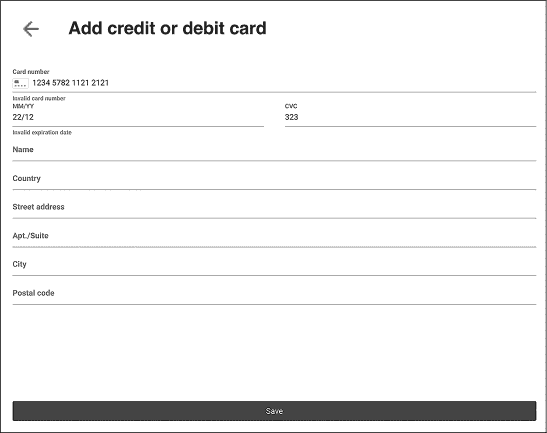 Add credit or debit card
Card number
1234 5782 1121 2121
Invalid card number
MM/YY
CVC
22/12
323
Invalid expiration date
Name
Country
Street address
Apt./Suite
City
Postal code
Save